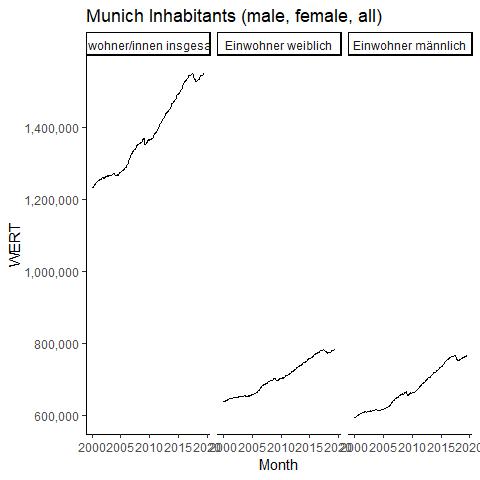 Munich Inhabitants (male, female, all)
wohner/innen insgesa Einwohner weiblich Einwohner männlich
1,400,000
1,200,000
1,000,000
800,000
600,000
WERT
2000 2005 2010 2015 2020 2000 2005 2010 2015 2020 2000 2005 2010 2015 2020
Month